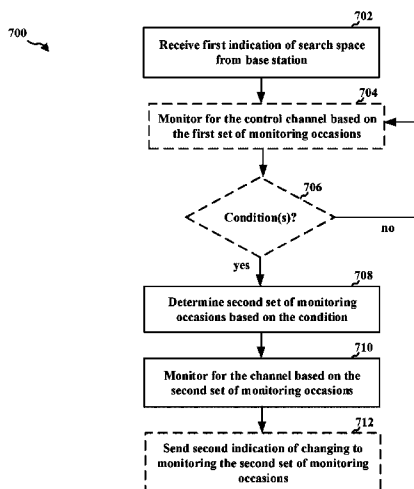 700
702
Receive first indication of search space
from base station
704
Monitor for the control channel based on
the first set of monitoring occasions
706
Condition(s)?
no
yes
708
Determine second set of monitoring
occasions based on the condition
710
Monitor for the channel based on the
second set of monitoring occasions
712
Send second indication of changing to
monitoring the second set of monitoring
occasions